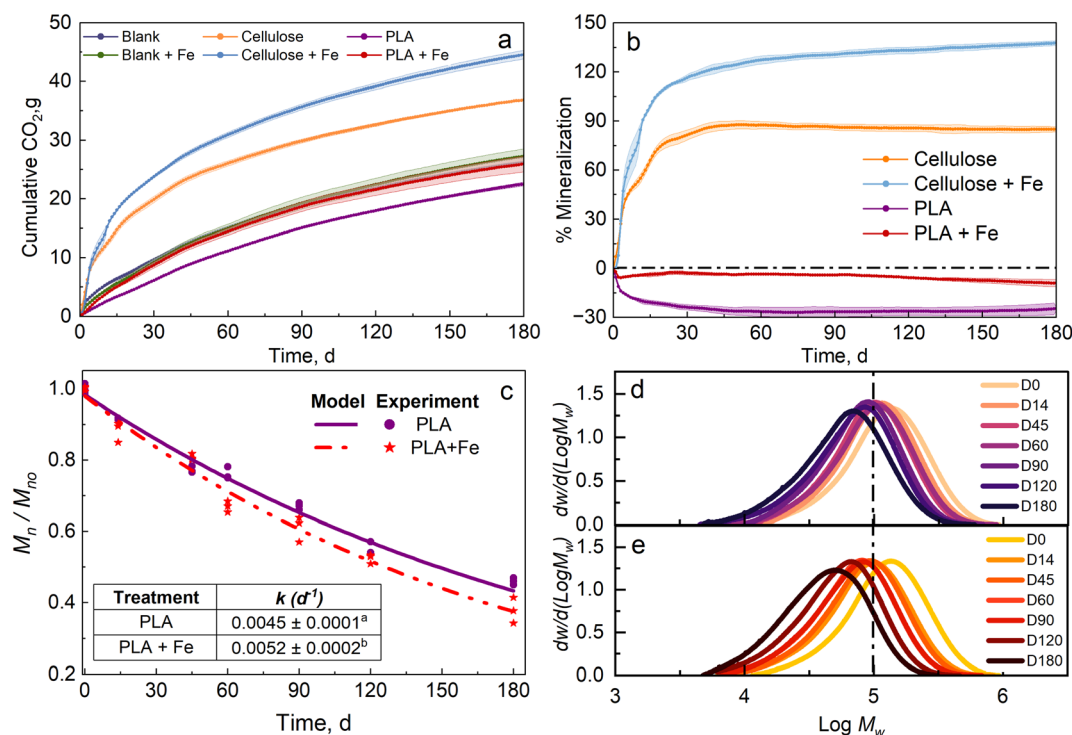 a
Blank Cellulose PLA
Blank + Fe Cellulose + Fe PLA + Fe
Cumulative CO₂,g
50
40
30
20
10
0
0 30 60 90 120 150 180
Time, d
b
% Mineralization
150
120
90
60
30
0
−30
Cellulose
Cellulose + Fe
PLA
PLA + Fe
0 30 60 90 120 150 180
Time, d
c
Mₙ / Mₙₒ
1.0
0.8
0.6
0.4
0.2
Model Experiment
PLA
PLA+Fe
Treatment k (d⁻¹)
PLA 0.0045 ± 0.0001ᵃ
PLA + Fe 0.0052 ± 0.0002ᵇ
0 30 60 90 120 150 180
Time, d
d
dw/d(LogM_w)
1.5
1.0
0.5
0.0
D0
D14
D45
D60
D90
D120
D180
e
dw/d(LogM_w)
1.5
1.0
0.5
0.0
D0
D14
D45
D60
D90
D120
D180
3 4 5 6
Log M_w